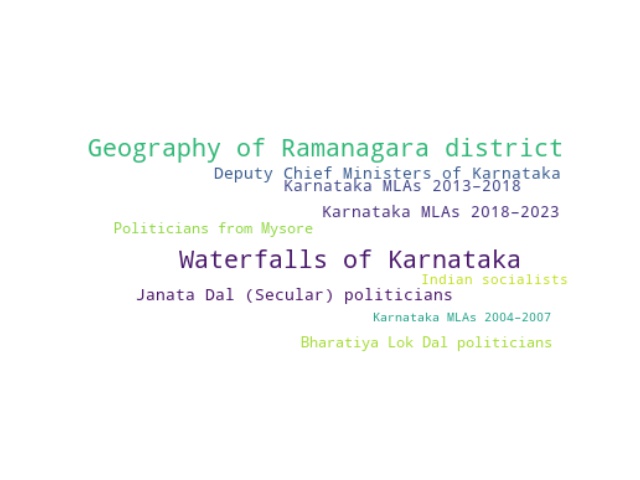 Geography of Ramanagara district
Deputy Chief Ministers of Karnataka
Karnataka MLAs 2013–2018
Karnataka MLAs 2018–2023
Politicians from Mysore
Waterfalls of Karnataka
Indian socialists
Janata Dal (Secular) politicians
Karnataka MLAs 2004–2007
Bharatiya Lok Dal politicians